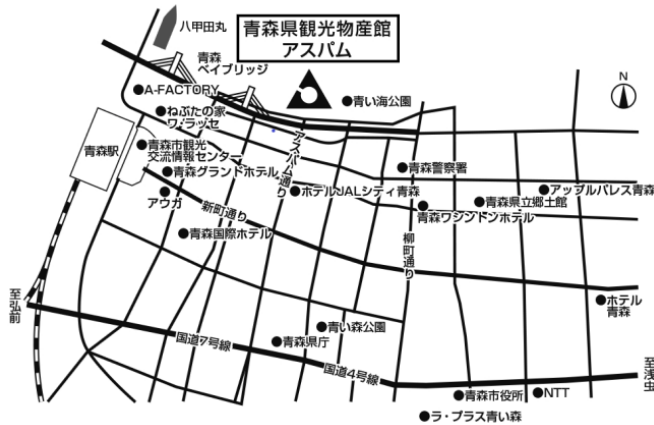 八甲田丸
青森県観光物産館
アスパム
青森
ベイブリッジ
A-FACTORY
青い海公園
N
ねぶたの家
ワ・ラッセ
アスパム通り
青森駅
青森市観光
交流情報センター
青森警察署
青森グランドホテル
ホテルJALシティ青森
アップルパレス青森
アウガ
新町通り
青森県立郷土館
青森ワシントンホテル
青森国際ホテル
柳町通り
至弘前
ホテル
青森
青い森公園
国道7号線
青森県庁
国道4号線
至浅虫
青森市役所
NTT
ラ・プラス青い森